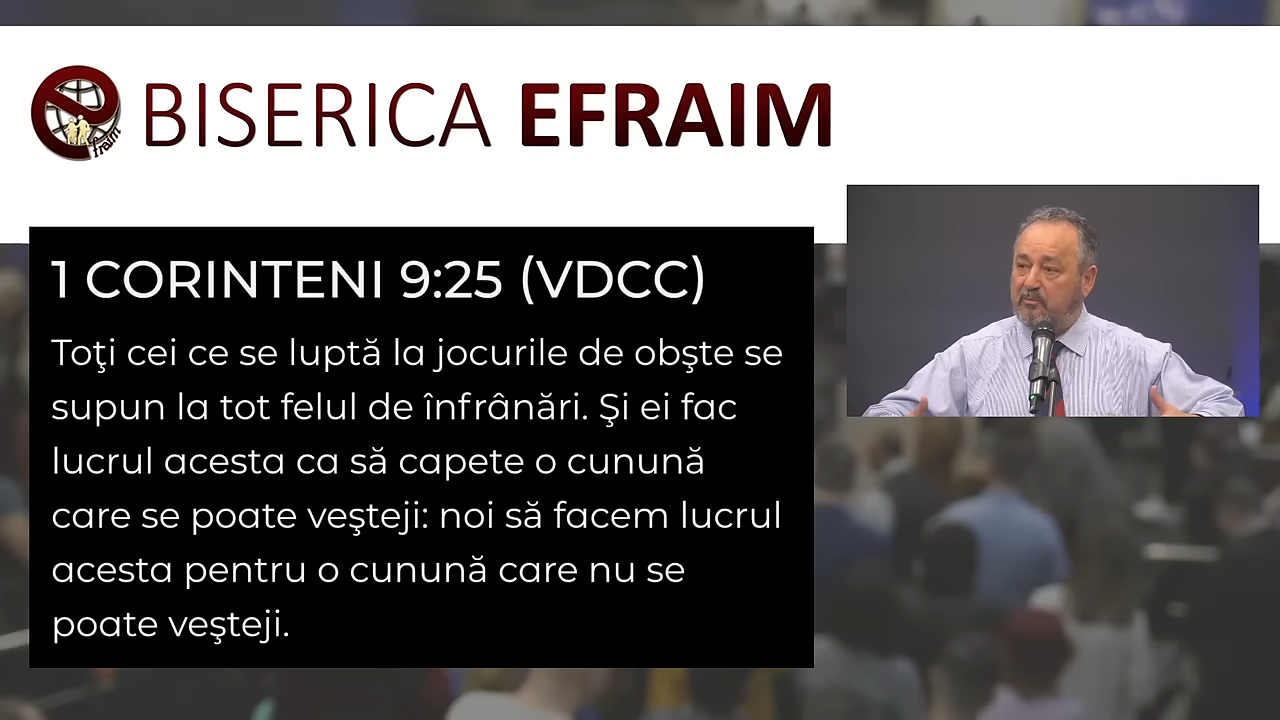 BISERICA EFRAIM
fraim
1 CORINTENI 9:25 (VDCC)
Toţi cei ce se luptă la jocurile de obşte se
supun la tot felul de înfrânări. Şi ei fac
lucrul acesta ca să capete o cunună
care se poate veşteji: noi să facem lucrul
acesta pentru o cunună care nu se
poate veşteji.